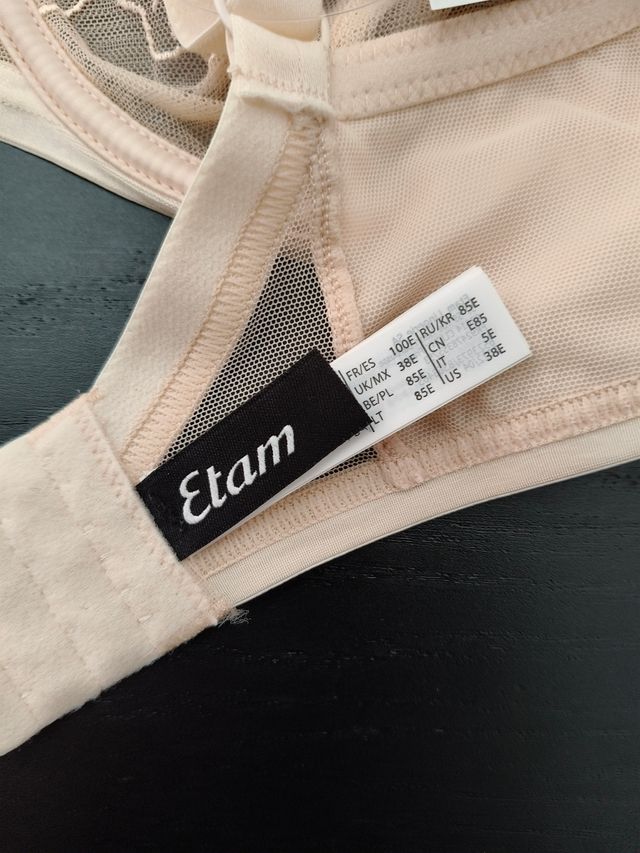 Etam
FR/ES 100E RU/KR 85E
UK/MX 38E CN E85
BE/PL 85E IT 5E
LT 85E US 38E